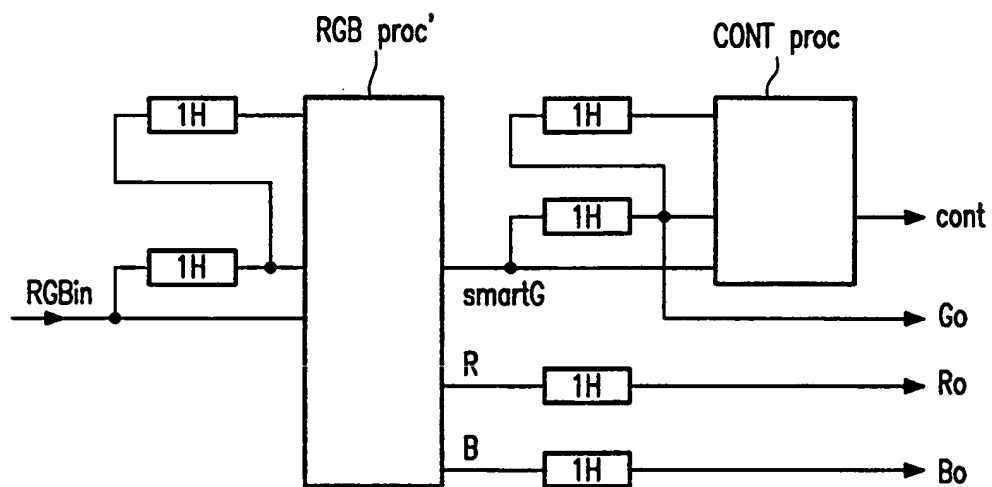 RGB proc'
CONT proc
1H
1H
1H
1H
cont
RGBin
smartG
Go
R
1H
Ro
B
1H
Bo